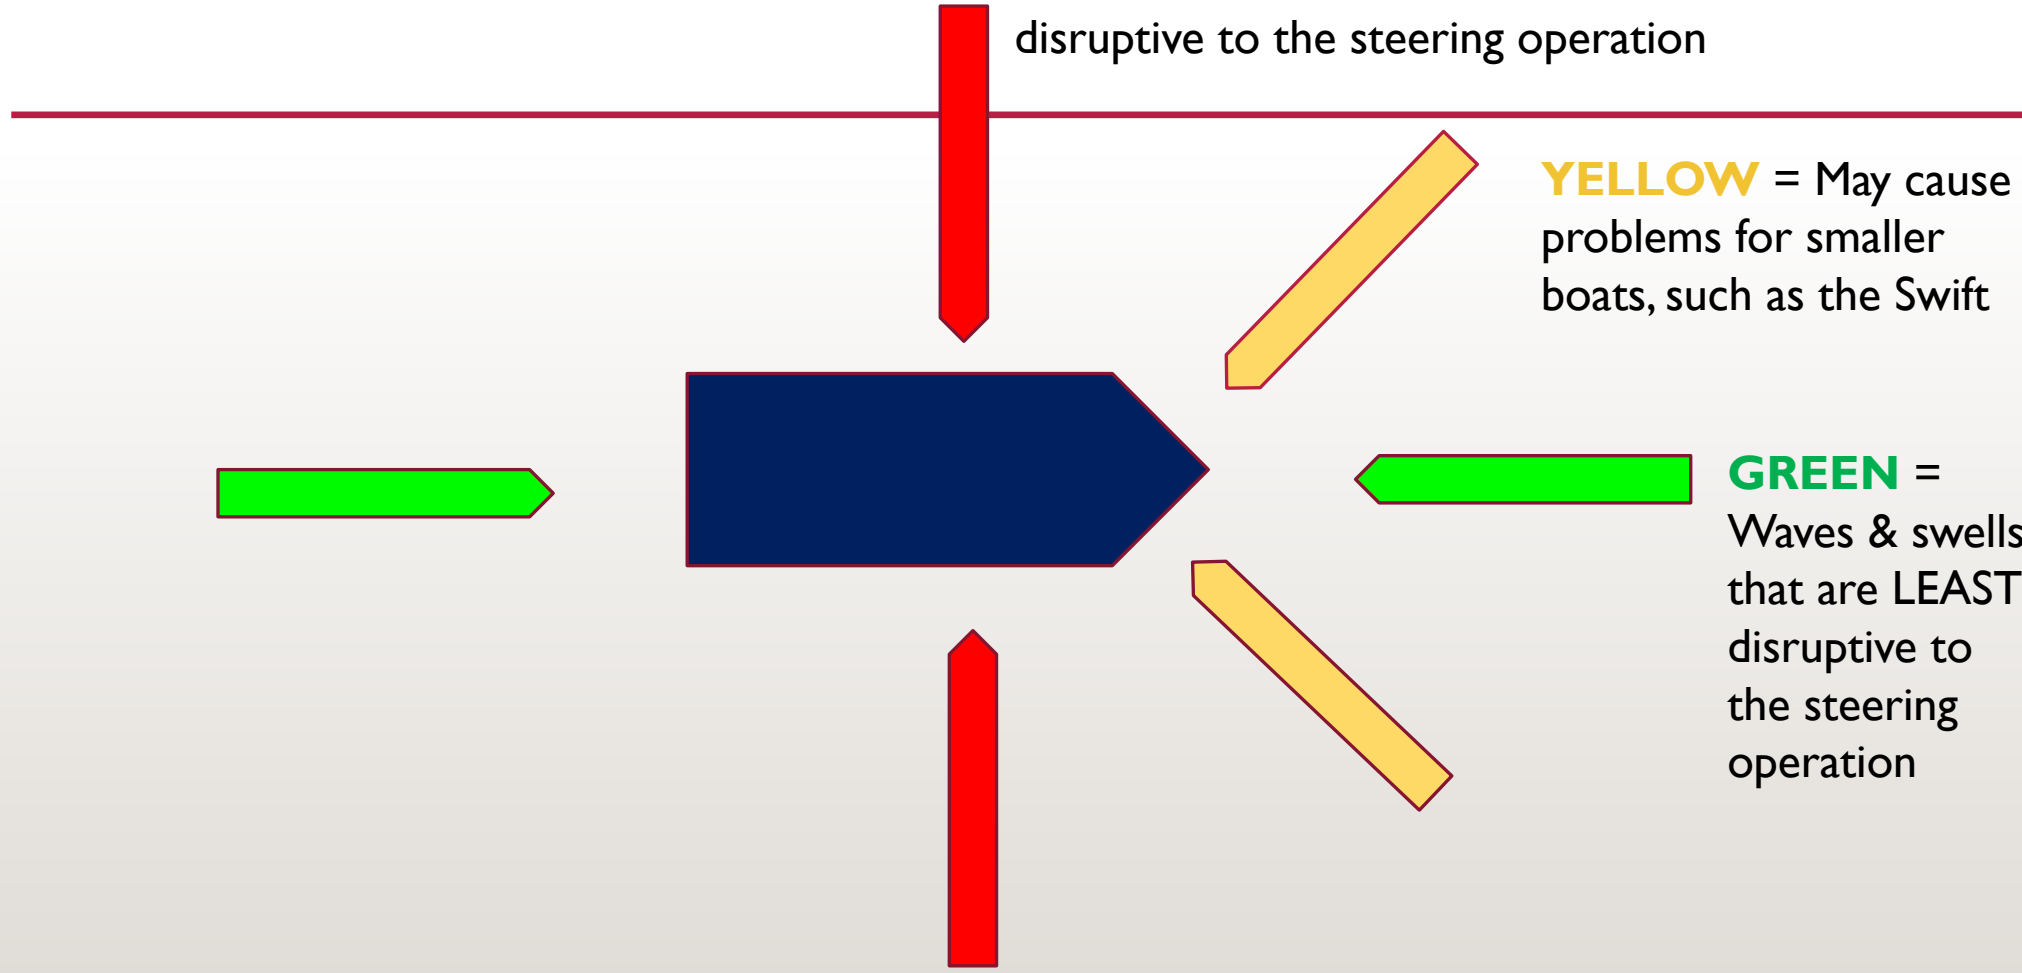 disruptive to the steering operation
YELLOW = May cause
problems for smaller
boats, such as the Swift
GREEN =
Waves & swells
that are LEAST
disruptive to
the steering
operation